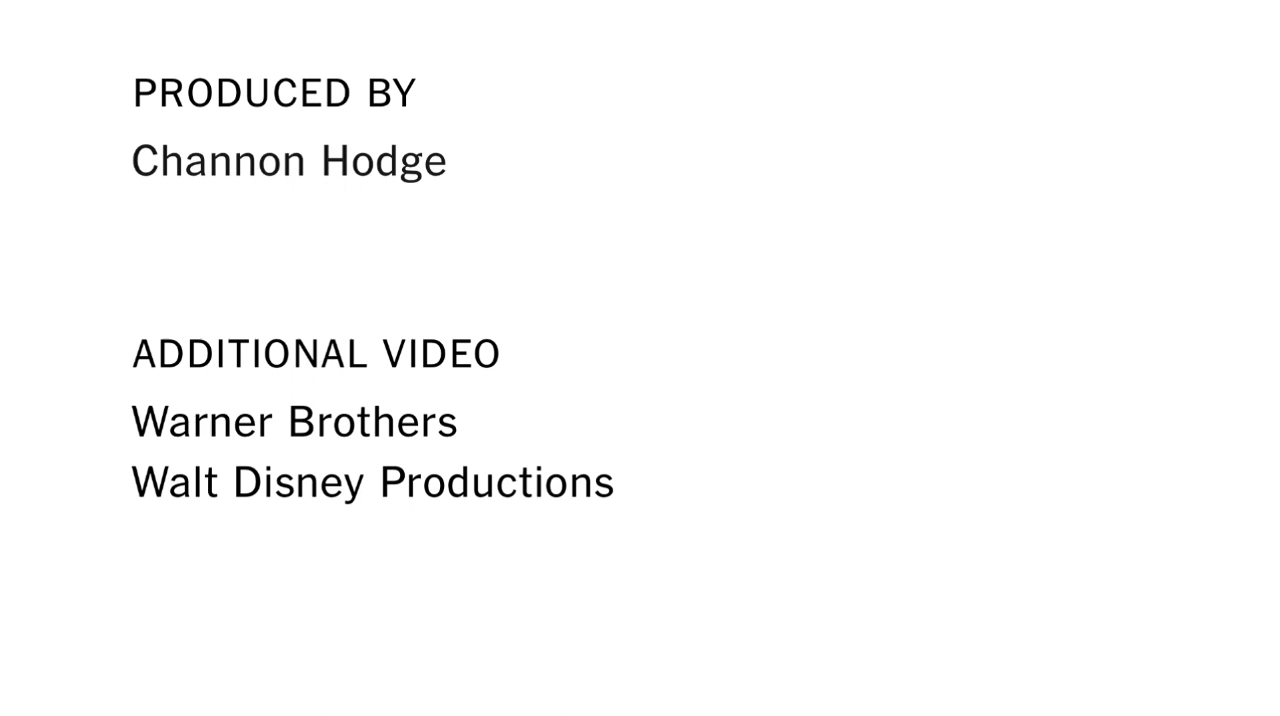 PRODUCED BY
Channon Hodge
ADDITIONAL VIDEO
Warner Brothers
Walt Disney Productions